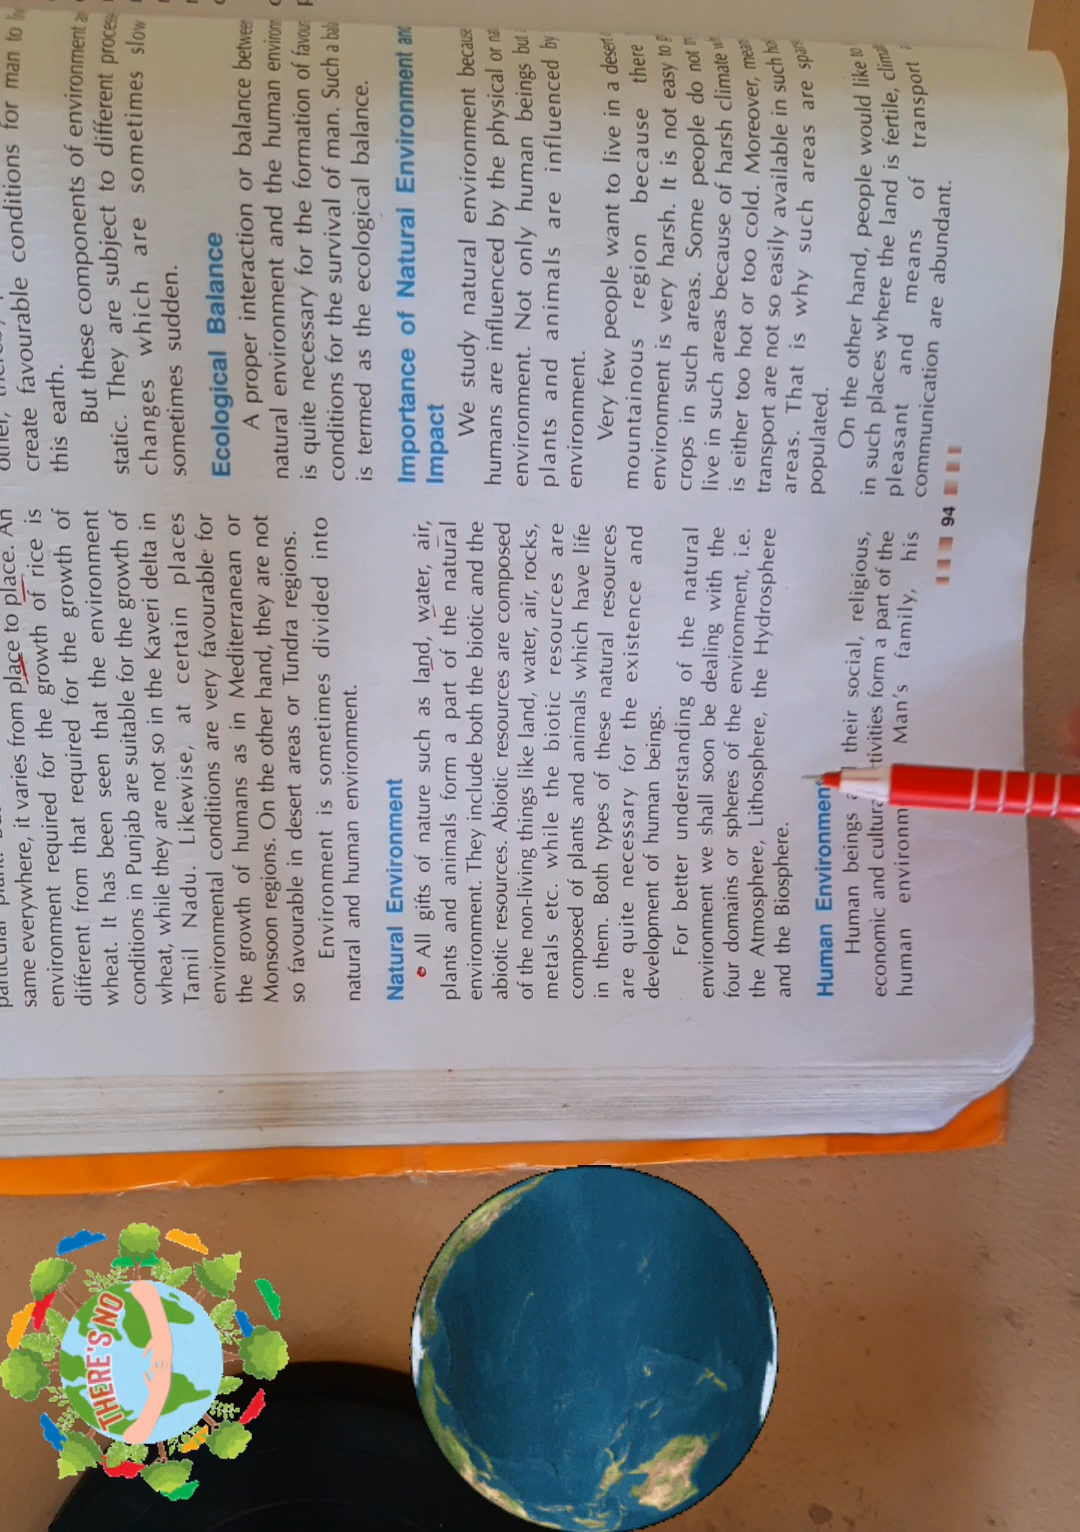 same everywhere, it varies from place to place. An
environment required for the growth of rice is
different from that required for the growth of
wheat. It has been seen that the environment
conditions in Punjab are suitable for the growth of
wheat, while they are not so in the Kaveri delta in
Tamil Nadu. Likewise, at certain places
environmental conditions are very favourable for
the growth of humans as in Mediterranean or
Monsoon regions. On the other hand, they are not
so favourable in desert areas or Tundra regions.
Environment is sometimes divided into
natural and human environment.
Natural Environment
All gifts of nature such as land, water, air,
plants and animals form a part of the natural
environment. They include both the biotic and the
abiotic resources. Abiotic resources are composed
of the non-living things like land, water, air, rocks,
metals etc. while the biotic resources are
composed of plants and animals which have life
in them. Both types of these natural resources
are quite necessary for the existence and
development of human beings.
For better understanding of the natural
environment we shall soon be dealing with the
four domains or spheres of the environment, i.e.
the Atmosphere, Lithosphere, the Hydrosphere
and the Biosphere.
Human Environment
Human beings their social, religious,
economic and form a part of the
human Man's family, his
create favourable conditions for man to
this earth.
But these components of environment
static. They are subject to different
changes which are sometimes slow
sometimes sudden.
Ecological Balance
A proper interaction or balance
natural environment and the human
is quite necessary for the formation of
conditions for the survival of man. Such a
is termed as the ecological balance.
Importance of Natural Environment
Impact
We study natural environment because
humans are influenced by the physical or
environment. Not only human beings but
plants and animals are influenced by
environment.
Very few people want to live in a desert
mountainous region because there
environment is very harsh. It is not easy to
crops in such areas. Some people do not
live in such areas because of harsh climate
is either too hot or too cold. Moreover,
transport are not so easily available in such
areas. That is why such areas are
populated.
On the other hand, people would like to
in such places where the land is fertile,
pleasant and means of transport
communication are abundant.
94
THERE'S NO